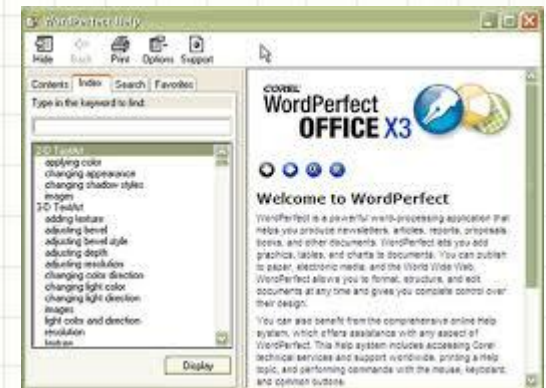 WordPerfect Help
Hide Back Print Options Support
Contents Index Search Favorites
Type in the keyword to find:
3-D TextArt
applying color
changing appearance
changing shadow styles
images
3-D TextArt
adding texture
adjusting bevel
adjusting bevel style
adjusting depth
adjusting resolution
changing color direction
changing light color
changing light direction
images
light color and direction
resolution
texture
Display
COREL
WordPerfect
OFFICE X3
Welcome to WordPerfect
WordPerfect is a powerful word-processing application that
helps you produce newsletters, articles, reports, proposals,
books, and other documents. WordPerfect lets you add
graphics, tables, and charts to documents. You can publish
to paper, electronic media, and the World Wide Web.
WordPerfect allows you to format, structure, and edit
documents at any time and gives you complete control over
their design.
You can also benefit from the comprehensive online Help
system, which offers assistance with any aspect of
WordPerfect. This Help system includes accessing Corel
technical services and support worldwide, printing a Help
topic, and performing commands with the mouse, keyboard,
and common buttons.